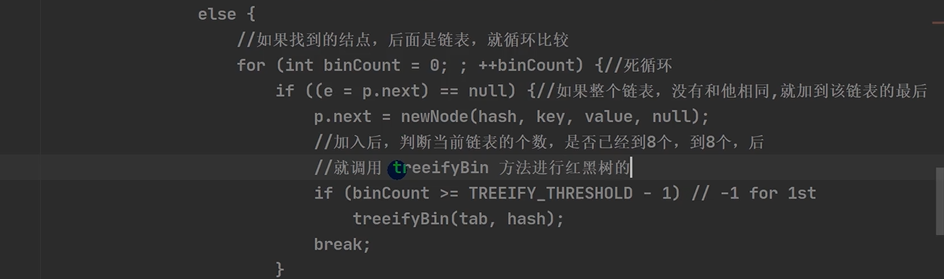 else {
//如果找到的结点，后面是链表，就循环比较
for (int binCount = 0; ; ++binCount) {//死循环
if ((e = p.next) == null) {//如果整个链表，没有和他相同,就加到该链表的最后
p.next = newNode(hash, key, value, null);
//加入后，判断当前链表的个数，是否已经到8个，到8个，后
//就调用 treeifyBin 方法进行红黑树的
if (binCount >= TREEIFY_THRESHOLD - 1) // -1 for 1st
treeifyBin(tab, hash);
break;
}